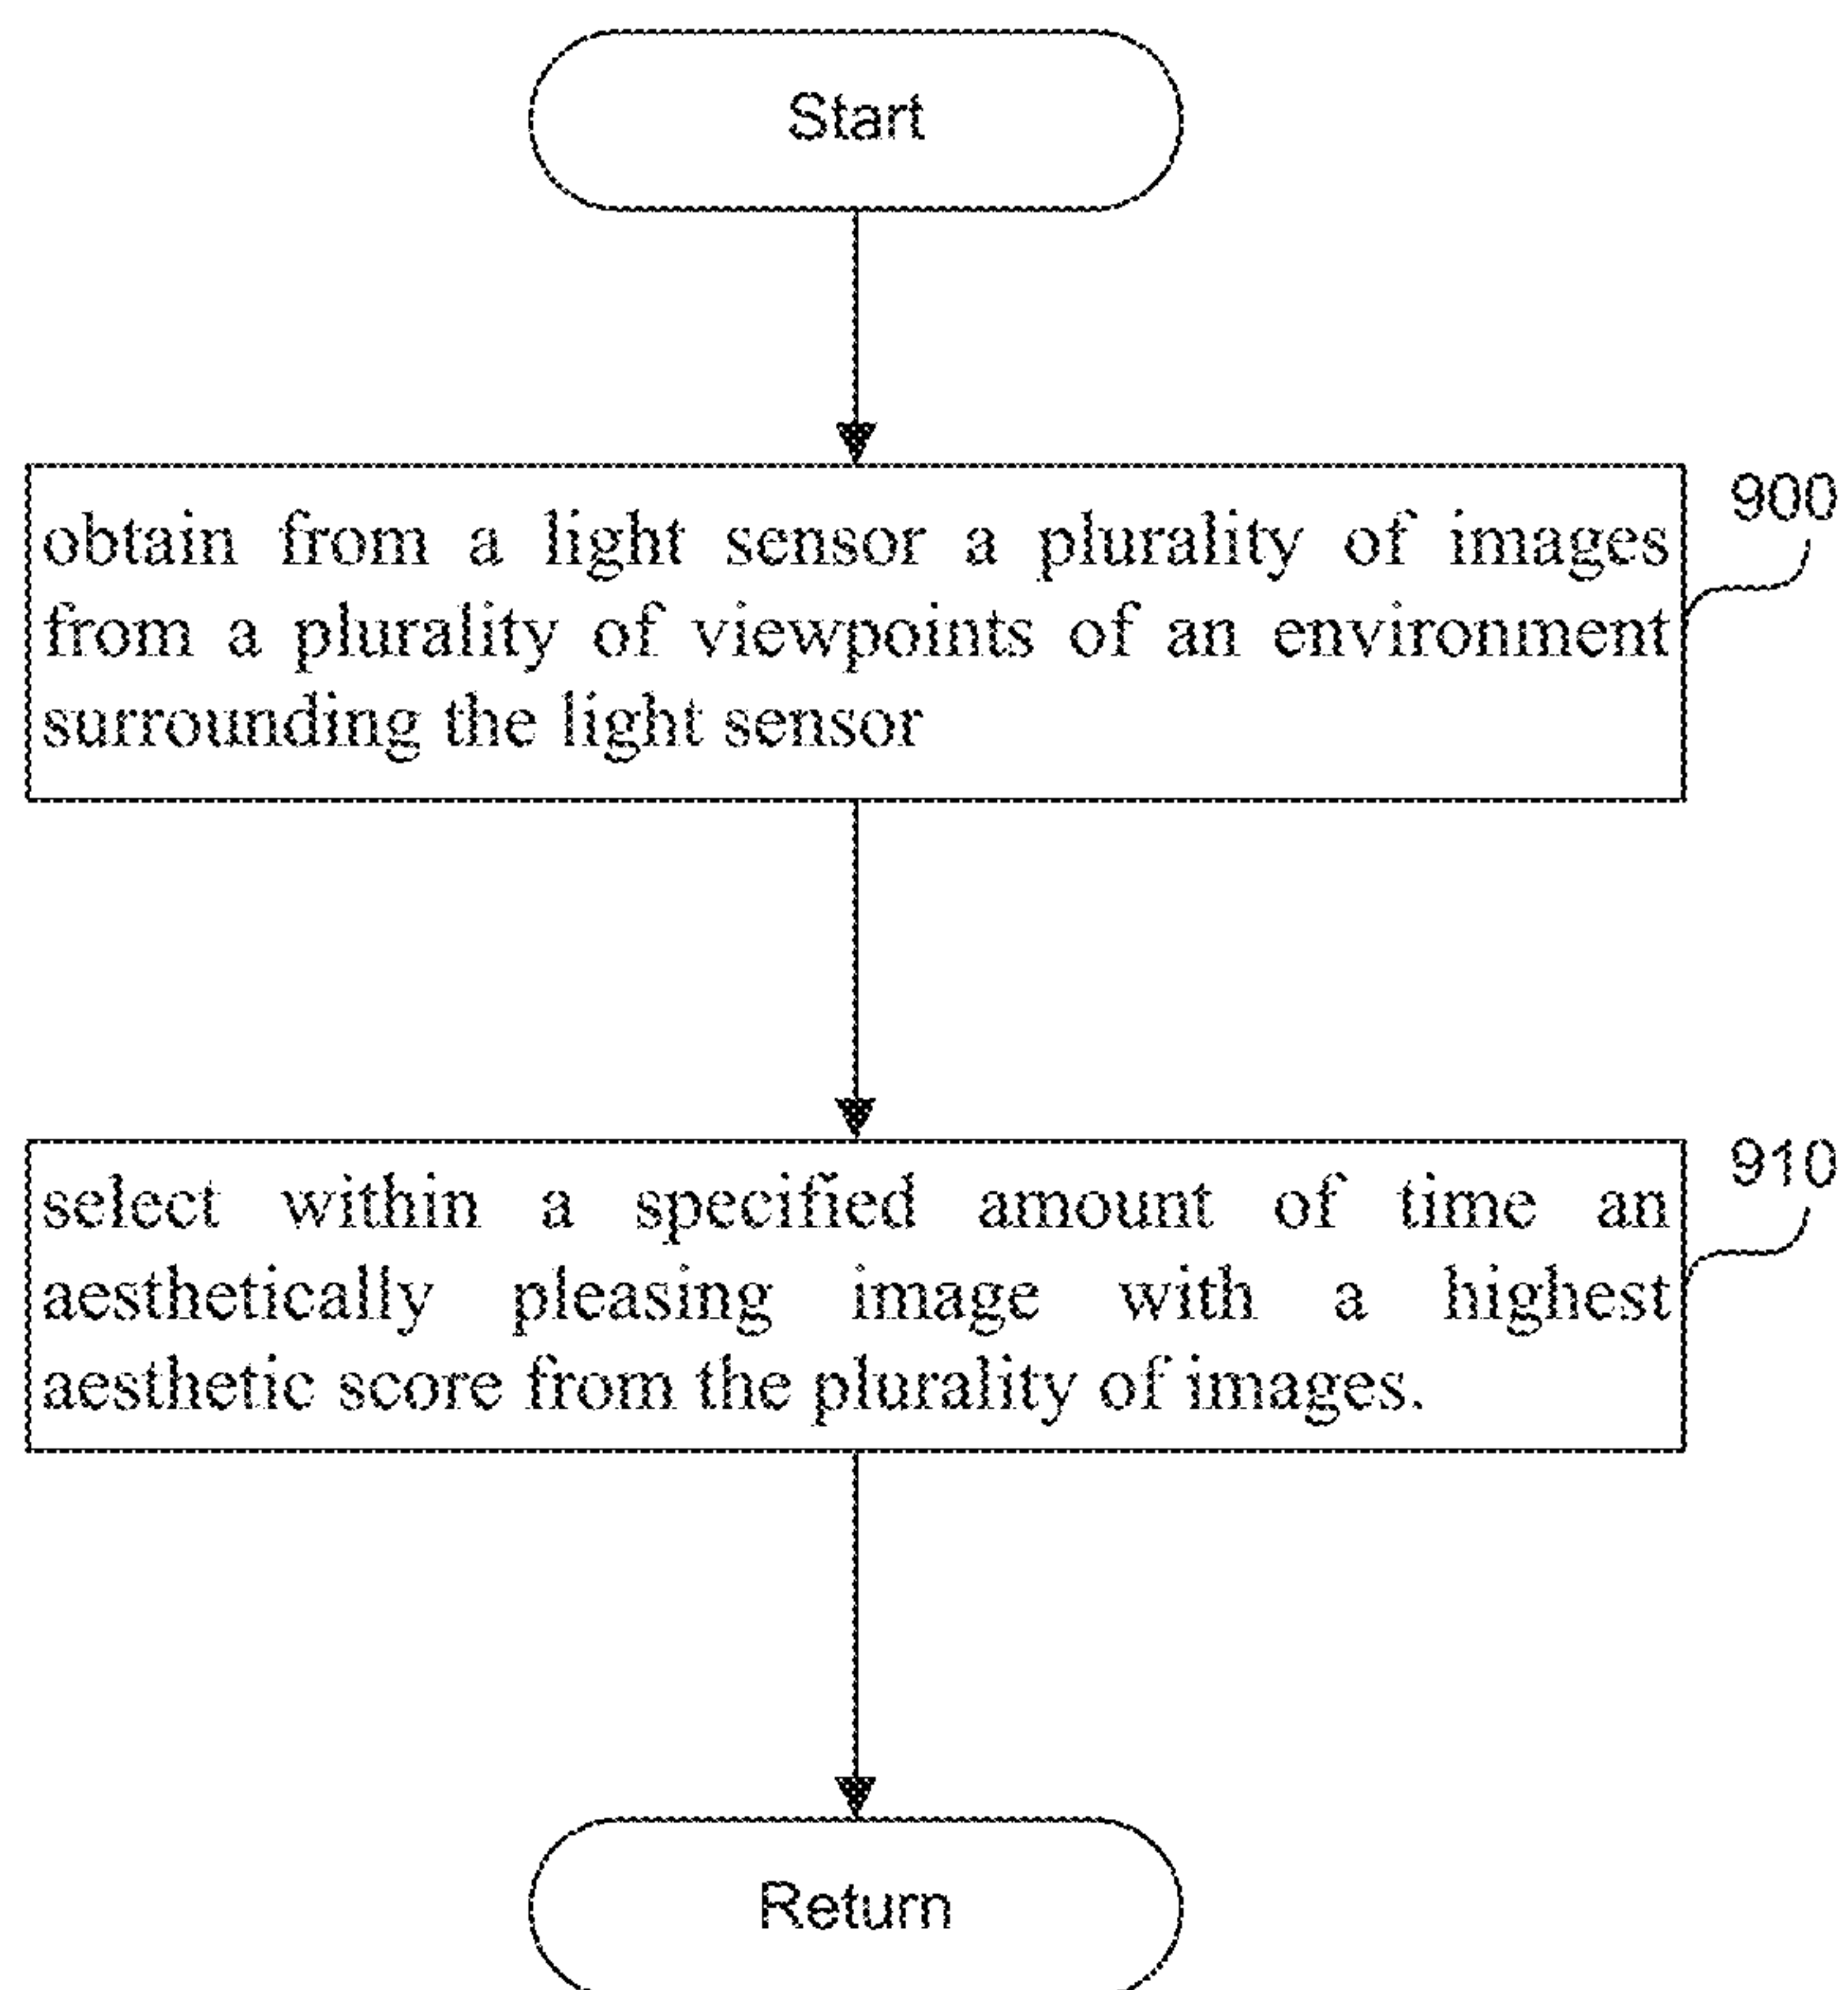 Start
900
obtain from a light sensor a plurality of images
from a plurality of viewpoints of an environment
surrounding the light sensor
910
select within a specified amount of time an
aesthetically pleasing image with a highest
aesthetic score from the plurality of images.
Return